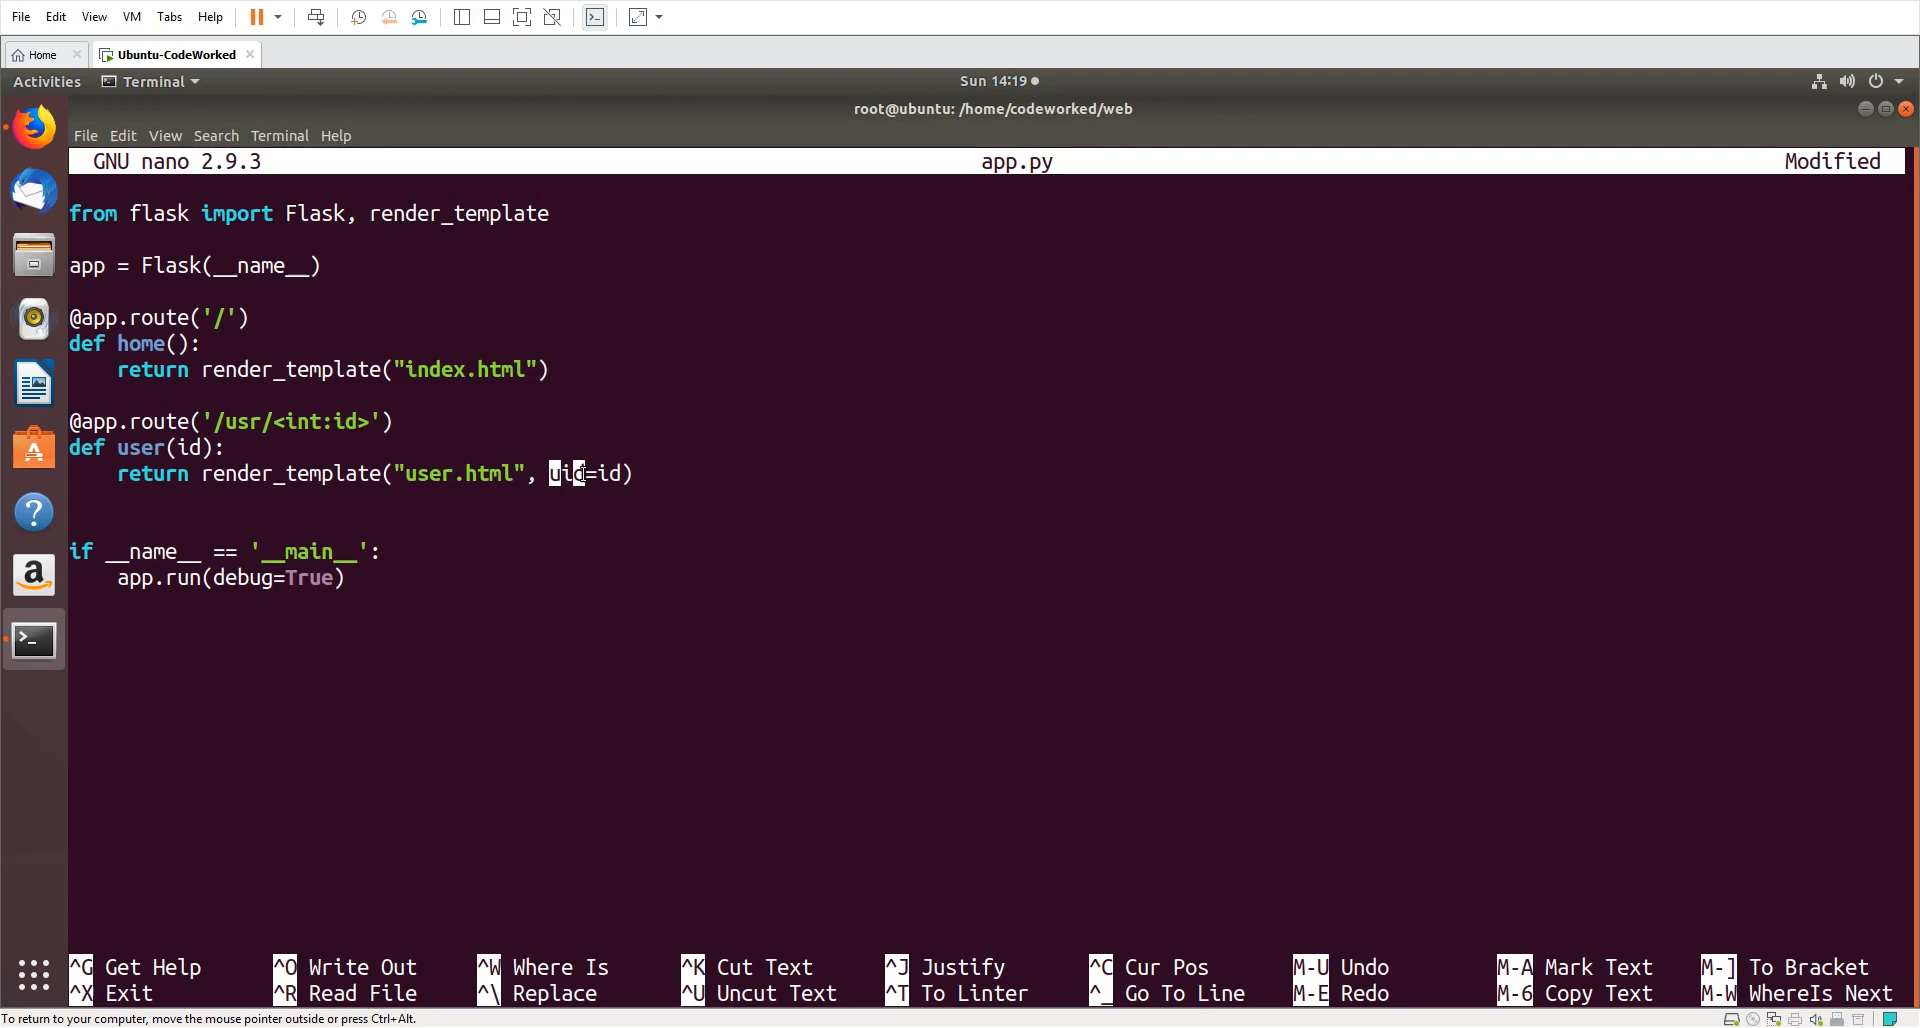 File Edit View VM Tabs Help
Home Ubuntu-CodeWorked
Activities Terminal Sun 14:19
root@ubuntu: /home/codeworked/web
File Edit View Search Terminal Help
GNU nano 2.9.3 app.py Modified
from flask import Flask, render_template
app = Flask(__name__)
@app.route('/')
def home():
    return render_template("index.html")
@app.route('/usr/<int:id>')
def user(id):
    return render_template("user.html", uid=id)
if __name__ == '__main__':
    app.run(debug=True)
^G Get Help ^O Write Out ^W Where Is ^K Cut Text ^J Justify ^C Cur Pos M-U Undo M-A Mark Text M-] To Bracket
^X Exit ^R Read File ^\ Replace ^U Uncut Text ^T To Linter ^_ Go To Line M-E Redo M-6 Copy Text M-W WhereIs Next
To return to your computer, move the mouse pointer outside or press Ctrl+Alt.